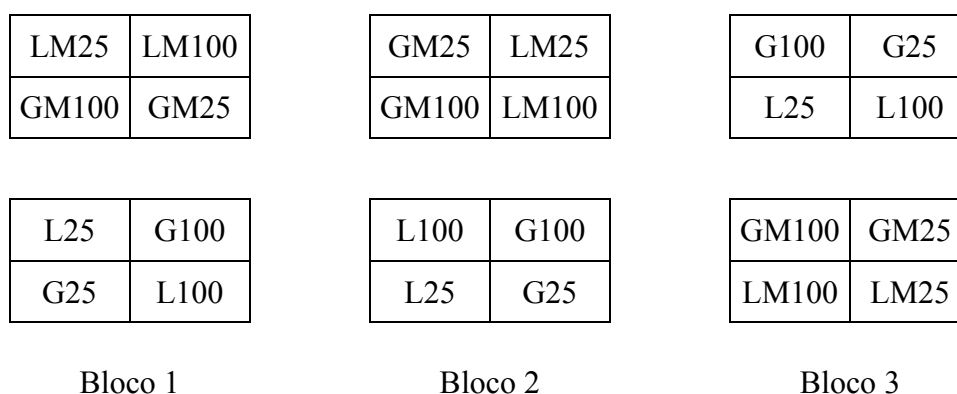 LM25 LM100 GM25 LM25 G100 G25
GM100 GM25 GM100 LM100 L25 L100
L25 G100 L100 G100 GM100 GM25
G25 L100 L25 G25 LM100 LM25
Bloco 1 Bloco 2 Bloco 3